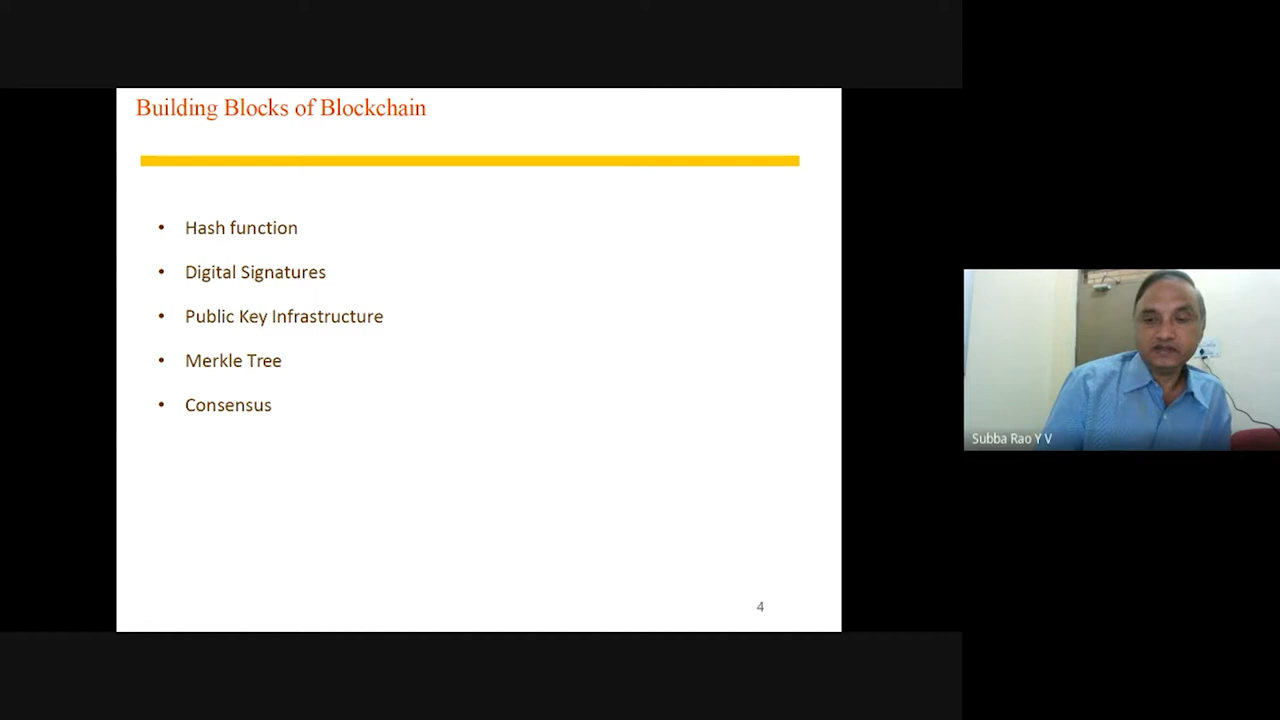 Building Blocks of Blockchain
• Hash function
• Digital Signatures
• Public Key Infrastructure
• Merkle Tree
• Consensus
4
Subba Rao Y V